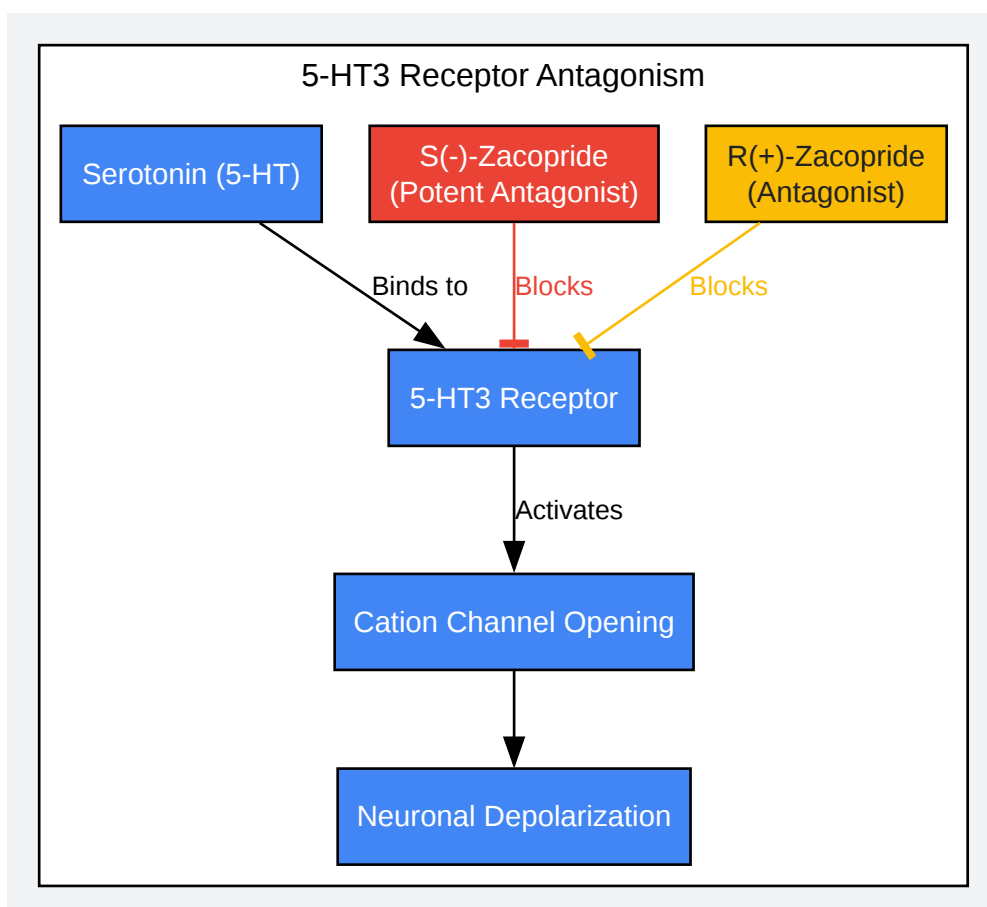 5-HT3 Receptor Antagonism
Serotonin (5-HT)
S(-)-Zacopride
(Potent Antagonist)
R(+)-Zacopride
(Antagonist)
Binds to
Blocks
Blocks
5-HT3 Receptor
Activates
Cation Channel Opening
Neuronal Depolarization